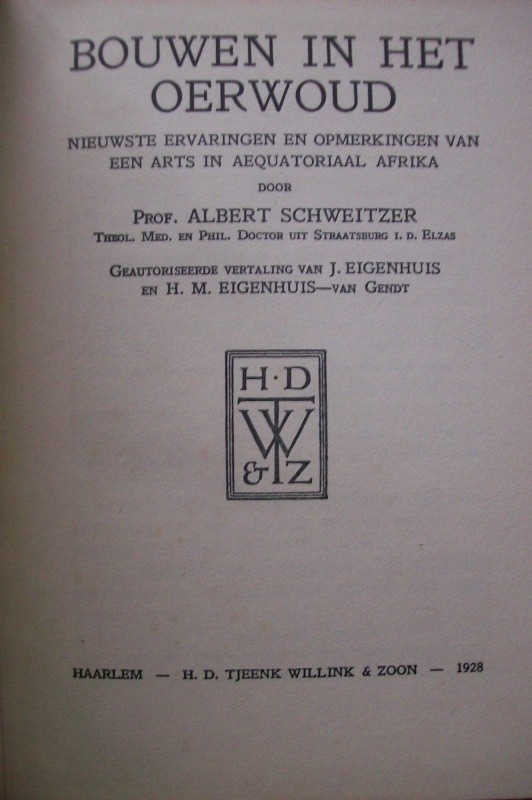 BOUWEN IN HET
OERWOUD
NIEUWSTE ERVARINGEN EN OPMERKINGEN VAN
EEN ARTS IN AEQUATORIAAL AFRIKA
DOOR
PROF. ALBERT SCHWEITZER
THEOL. MED. EN PHIL. DOCTOR UIT STRAATSBURG I. D. ELZAS
GEAUTORISEERDE VERTALING VAN J. EIGENHUIS
EN H. M. EIGENHUIS—VAN GENDT
H·D
TW
& Z
HAARLEM — H. D. TJEENK WILLINK & ZOON — 1928